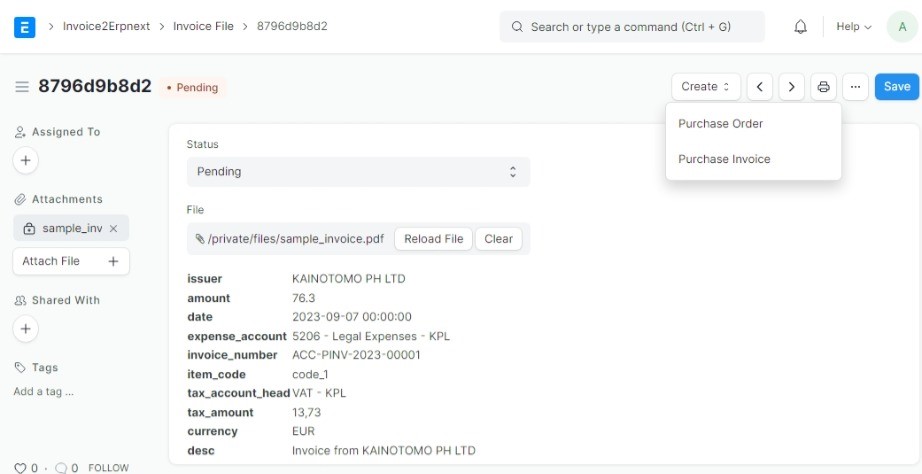 E
Invoice2Erpnext Invoice File 8796d9b8d2
Search or type a command (Ctrl + G)
Help
A
8796d9b8d2
Pending
Create
...
Save
Purchase Order
Purchase Invoice
Assigned To
+
Attachments
sample_inv
Attach File +
Shared With
+
Tags
Add a tag ...
0 · 0 FOLLOW
Status
Pending
File
/private/files/sample_invoice.pdf Reload File Clear
issuer KAINOTOMO PH LTD
amount 76.3
date 2023-09-07 00:00:00
expense_account 5206 - Legal Expenses - KPL
invoice_number ACC-PINV-2023-00001
item_code code_1
tax_account_head VAT - KPL
tax_amount 13,73
currency EUR
desc Invoice from KAINOTOMO PH LTD